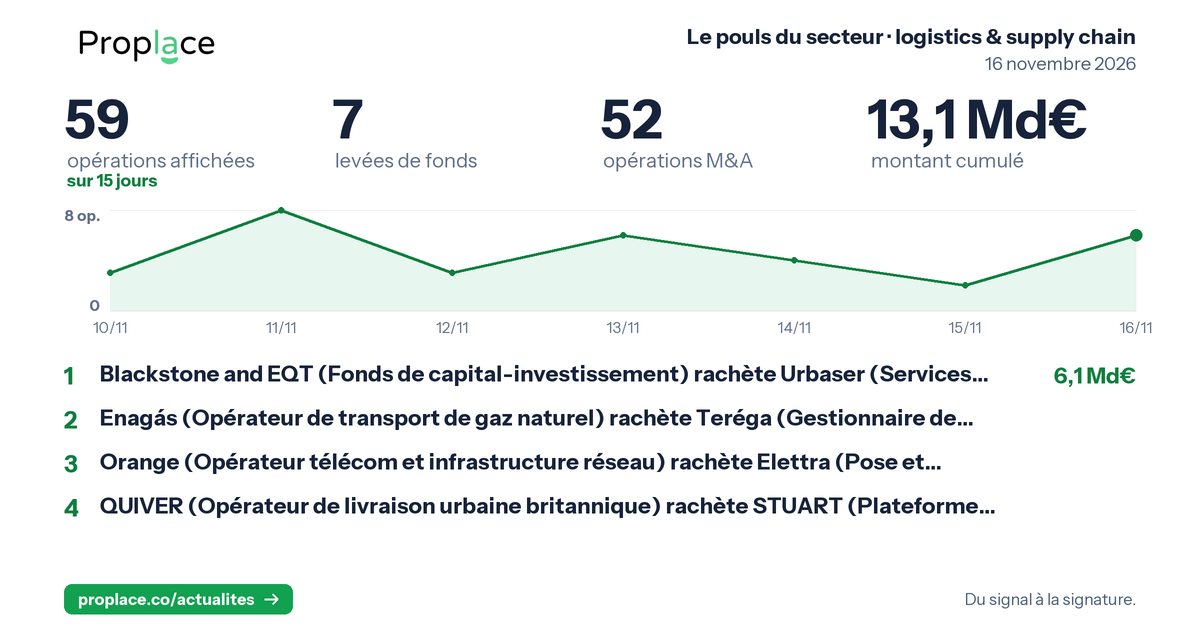 Proplace
Le pouls du secteur · logistics & supply chain
16 novembre 2026
59
opérations affichées
sur 15 jours
7
levées de fonds
52
opérations M&A
13,1 Md€
montant cumulé
8 op.
0
10/11 11/11 12/11 13/11 14/11 15/11 16/11
1 Blackstone and EQT (Fonds de capital-investissement) rachète Urbaser (Services... 6,1 Md€
2 Enagás (Opérateur de transport de gaz naturel) rachète Teréga (Gestionnaire de...
3 Orange (Opérateur télécom et infrastructure réseau) rachète Elettra (Pose et...
4 QUIVER (Opérateur de livraison urbaine britannique) rachète STUART (Plateforme...
proplace.co/actualites →
Du signal à la signature.